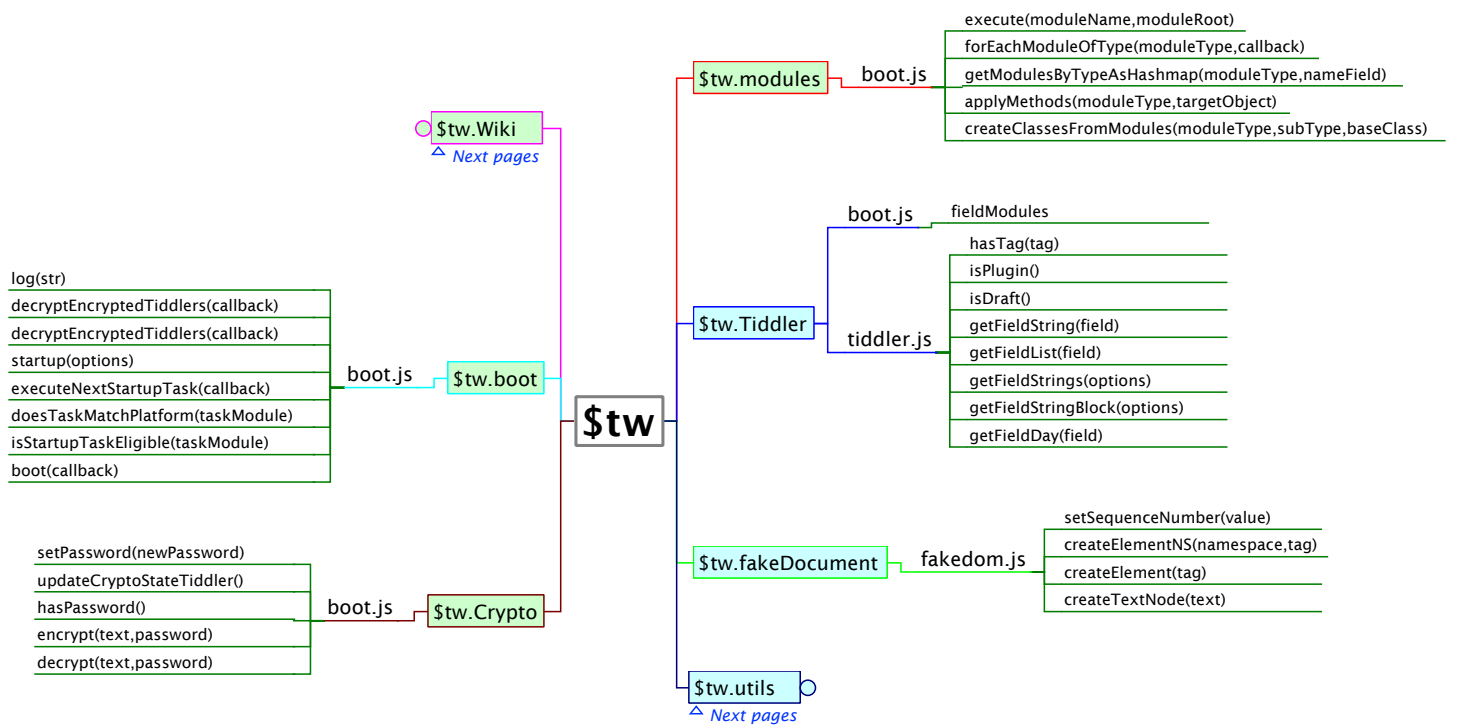 $tw
$tw.Wiki
Next pages
$tw.boot
boot.js
log(str)
decryptEncryptedTiddlers(callback)
decryptEncryptedTiddlers(callback)
startup(options)
executeNextStartupTask(callback)
doesTaskMatchPlatform(taskModule)
isStartupTaskEligible(taskModule)
boot(callback)
$tw.Crypto
boot.js
setPassword(newPassword)
updateCryptoStateTiddler()
hasPassword()
encrypt(text,password)
decrypt(text,password)
$tw.modules
boot.js
execute(moduleName,moduleRoot)
forEachModuleOfType(moduleType,callback)
getModulesByTypeAsHashmap(moduleType,nameField)
applyMethods(moduleType,targetObject)
createClassesFromModules(moduleType,subType,baseClass)
$tw.Tiddler
boot.js
fieldModules
tiddler.js
hasTag(tag)
isPlugin()
isDraft()
getFieldString(field)
getFieldList(field)
getFieldStrings(options)
getFieldStringBlock(options)
getFieldDay(field)
$tw.fakeDocument
fakedom.js
setSequenceNumber(value)
createElementNS(namespace,tag)
createElement(tag)
createTextNode(text)
$tw.utils
Next pages